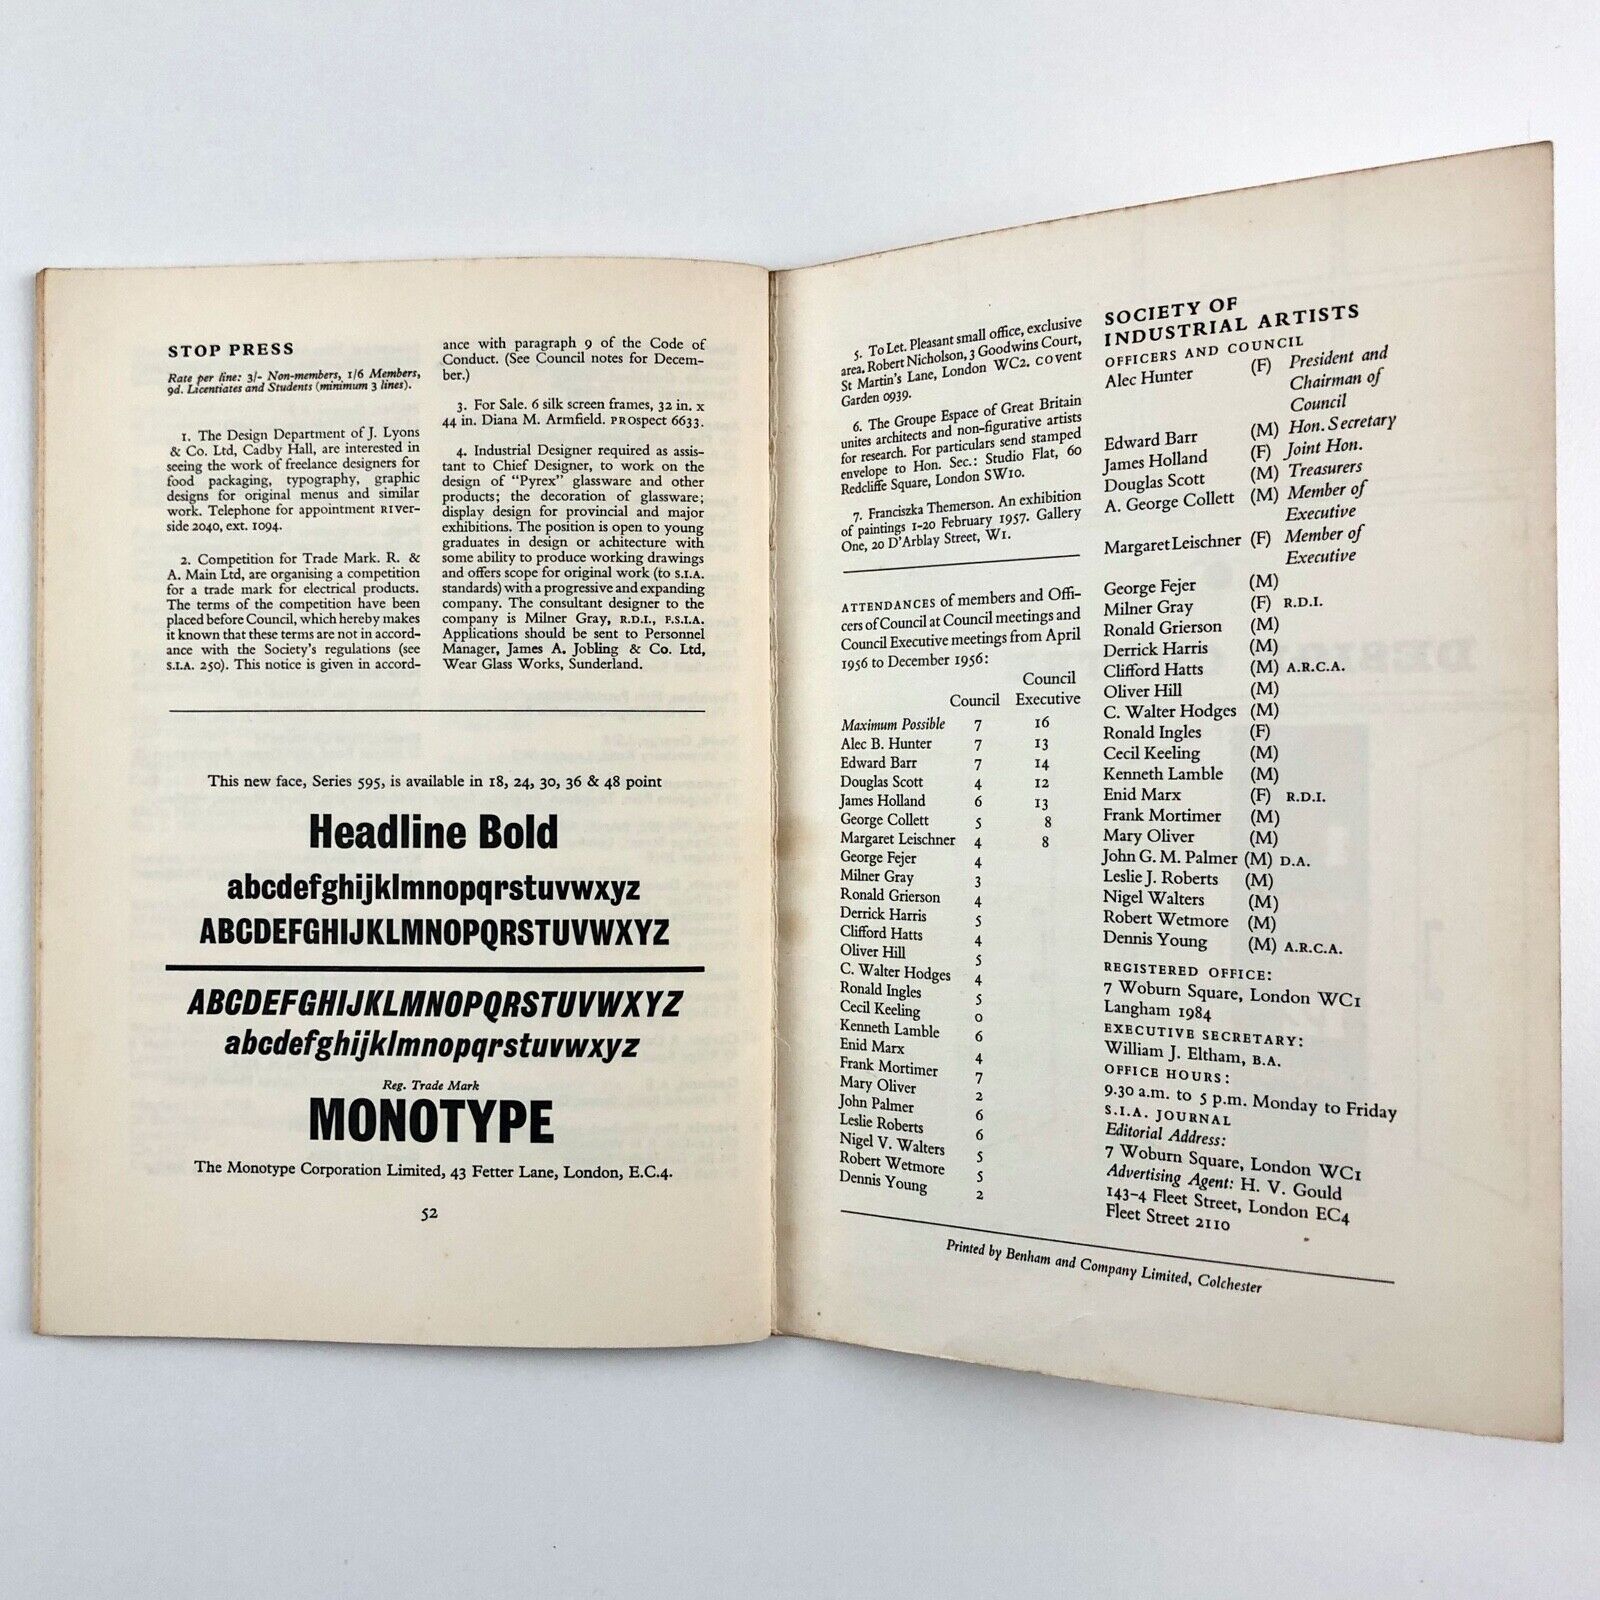 STOP PRESS
Rate per line: 3/- Non-members, 1/6 Members,
9d. Licentiates and Students (minimum 3 lines).
1. The Design Department of J. Lyons
& Co. Ltd, Cadby Hall, are interested in
seeing the work of freelance designers for
food packaging, typography, graphic
designs for original menus and similar
work. Telephone for appointment RIVER-
side 2040, ext. 1094.
2. Competition for Trade Mark. R. &
A. Main Ltd, are organising a competition
for a trade mark for electrical products.
The terms of the competition have been
placed before Council, which hereby makes
it known that these terms are not in accord-
ance with the Society's regulations (see
S.I.A. 250). This notice is given in accord-
ance with paragraph 9 of the Code of
Conduct. (See Council notes for Decem-
ber.)
3. For Sale. 6 silk screen frames, 32 in. x
44 in. Diana M. Armfield. PROspect 6633.
4. Industrial Designer required as assis-
tant to Chief Designer, to work on the
design of "Pyrex" glassware and other
products; the decoration of glassware;
display design for provincial and major
exhibitions. The position is open to young
graduates in design or achitecture with
some ability to produce working drawings
and offers scope for original work (to S.I.A.
standards) with a progressive and expanding
company. The consultant designer to the
company is Milner Gray, R.D.I., F.S.I.A.
Applications should be sent to Personnel
Manager, James A. Jobling & Co. Ltd,
Wear Glass Works, Sunderland.
This new face, Series 595, is available in 18, 24, 30, 36 & 48 point
Headline Bold
abcdefghijklmnopqrstuvwxyz
ABCDEFGHIJKLMNOPQRSTUVWXYZ
ABCDEFGHIJKLMNOPQRSTUVWXYZ
abcdefghijklmnopqrstuvwxyz
Reg. Trade Mark
MONOTYPE
The Monotype Corporation Limited, 43 Fetter Lane, London, E.C.4.
52
5. To Let. Pleasant small office, exclusive
area. Robert Nicholson, 3 Goodwins Court,
St Martin's Lane, London WC2. COVent
Garden 0939.
6. The Groupe Espace of Great Britain
unites architects and non-figurative artists
for research. For particulars send stamped
envelope to Hon. Sec.: Studio Flat, 60
Redcliffe Square, London SW10.
7. Franciszka Themerson. An exhibition
of paintings 1-20 February 1957. Gallery
One, 20 D'Arblay Street, W1.
ATTENDANCES of members and Offi-
cers of Council at Council meetings and
Council Executive meetings from April
1956 to December 1956:
Council
Council Executive
Maximum Possible 7 16
Alec B. Hunter 7 13
Edward Barr 7 14
Douglas Scott 4 12
James Holland 6 13
George Collett 5 8
Margaret Leischner 4 8
George Fejer 4
Milner Gray 3
Ronald Grierson 4
Derrick Harris 5
Clifford Hatts 4
Oliver Hill 5
C. Walter Hodges 4
Ronald Ingles 5
Cecil Keeling 0
Kenneth Lamble 6
Enid Marx 4
Frank Mortimer 7
Mary Oliver 2
John Palmer 6
Leslie Roberts 6
Nigel V. Walters 5
Robert Wetmore 5
Dennis Young 2
SOCIETY OF
INDUSTRIAL ARTISTS
OFFICERS AND COUNCIL
Alec Hunter (F) President and
Chairman of
Council
Edward Barr (M) Hon. Secretary
James Holland (F) Joint Hon.
Douglas Scott (M) Treasurers
A. George Collett (M) Member of
Executive
Margaret Leischner (F) Member of
Executive
George Fejer (M)
Milner Gray (F) R.D.I.
Ronald Grierson (M)
Derrick Harris (M)
Clifford Hatts (M) A.R.C.A.
Oliver Hill (M)
C. Walter Hodges (M)
Ronald Ingles (F)
Cecil Keeling (M)
Kenneth Lamble (M)
Enid Marx (F) R.D.I.
Frank Mortimer (M)
Mary Oliver (M)
John G. M. Palmer (M) D.A.
Leslie J. Roberts (M)
Nigel Walters (M)
Robert Wetmore (M)
Dennis Young (M) A.R.C.A.
REGISTERED OFFICE:
7 Woburn Square, London WC1
Langham 1984
EXECUTIVE SECRETARY:
William J. Eltham, B.A.
OFFICE HOURS:
9.30 a.m. to 5 p.m. Monday to Friday
S.I.A. JOURNAL
Editorial Address:
7 Woburn Square, London WC1
Advertising Agent: H. V. Gould
143-4 Fleet Street, London EC4
Fleet Street 2110
Printed by Benham and Company Limited, Colchester